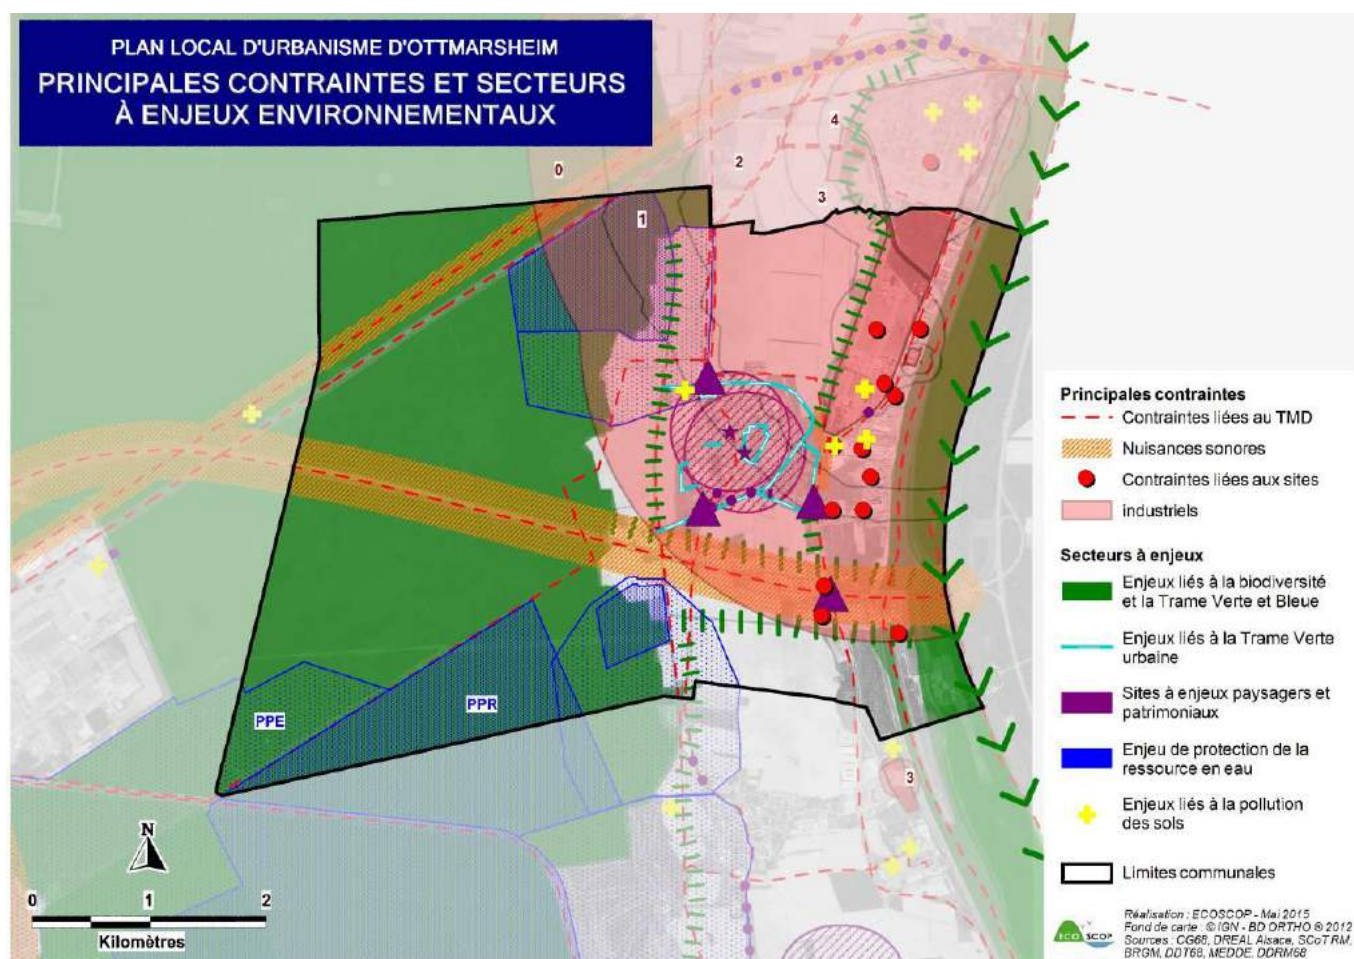 PLAN LOCAL D'URBANISME D'OTTMARSHEIM
PRINCIPALES CONTRAINTES ET SECTEURS
À ENJEUX ENVIRONNEMENTAUX
0
1
2
3
4
3
PPE
PPR
N
0 1 2
Kilomètres
Principales contraintes
Contraintes liées au TMD
Nuisances sonores
Contraintes liées aux sites
industriels
Secteurs à enjeux
Enjeux liés à la biodiversité
et la Trame Verte et Bleue
Enjeux liés à la Trame Verte
urbaine
Sites à enjeux paysagers et
patrimoniaux
Enjeu de protection de la
ressource en eau
Enjeux liés à la pollution
des sols
Limites communales
ECO SCOP
Réalisation : ECOSCOP - Mai 2015
Fond de carte : © IGN - BD ORTHO ® 2012
Sources : CG68, DREAL Alsace, SCoT RM,
BRGM, DDT68, MEDDE, DDRM68